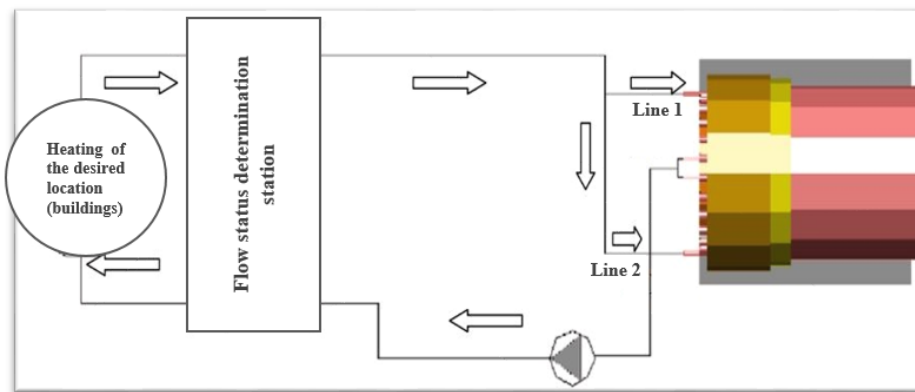 Heating of
the desired
location
(buildings)
Flow status determination
station
Line 1
Line 2